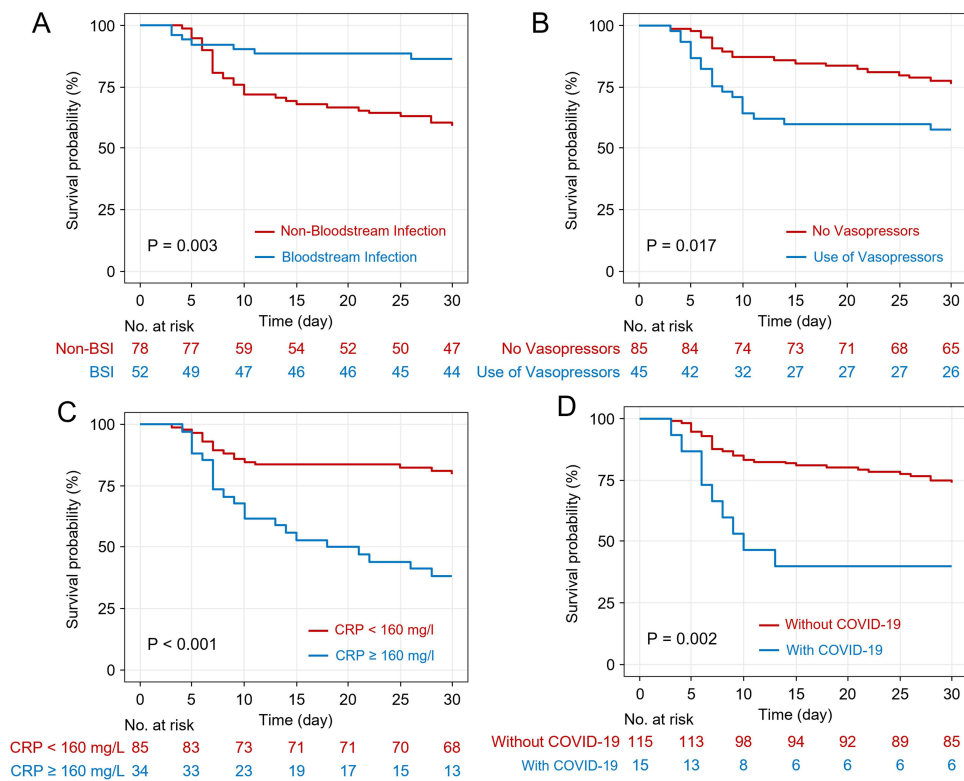 A
Survival probability (%)
100
75
50
25
0
Non-Bloodstream Infection
Bloodstream Infection
P = 0.003
0 5 10 15 20 25 30
Time (day)
No. at risk
Non-BSI 78 77 59 54 52 50 47
BSI 52 49 47 46 46 45 44
B
Survival probability (%)
100
75
50
25
0
No Vasopressors
Use of Vasopressors
P = 0.017
0 5 10 15 20 25 30
Time (day)
No. at risk
No Vasopressors 85 84 74 73 71 68 65
Use of Vasopressors 45 42 32 27 27 27 26
C
Survival probability (%)
100
75
50
25
0
CRP < 160 mg/l
CRP ≥ 160 mg/l
P < 0.001
0 5 10 15 20 25 30
Time (day)
No. at risk
CRP < 160 mg/L 85 83 73 71 71 70 68
CRP ≥ 160 mg/L 34 33 23 19 17 15 13
D
Survival probability (%)
100
75
50
25
0
Without COVID-19
With COVID-19
P = 0.002
0 5 10 15 20 25 30
Time (day)
No. at risk
Without COVID-19 115 113 98 94 92 89 85
With COVID-19 15 13 8 6 6 6 6